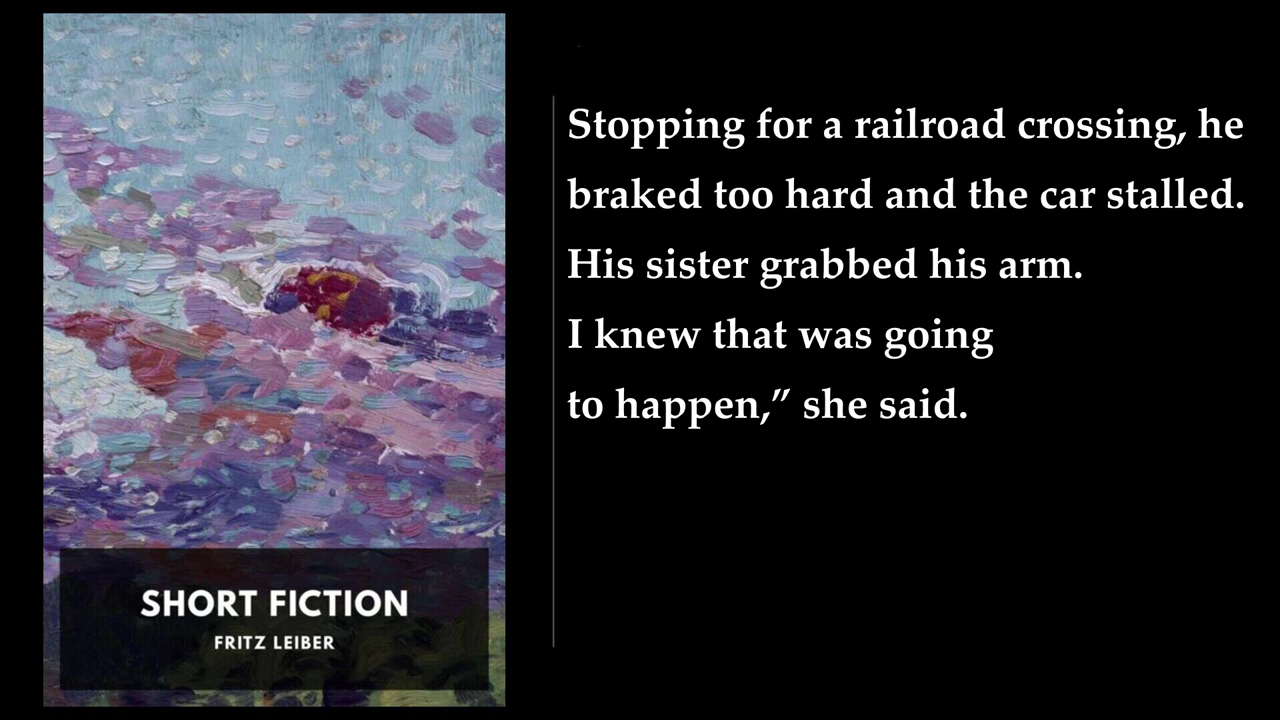 Stopping for a railroad crossing, he
braked too hard and the car stalled.
His sister grabbed his arm.
I knew that was going
to happen,” she said.
SHORT FICTION
FRITZ LEIBER